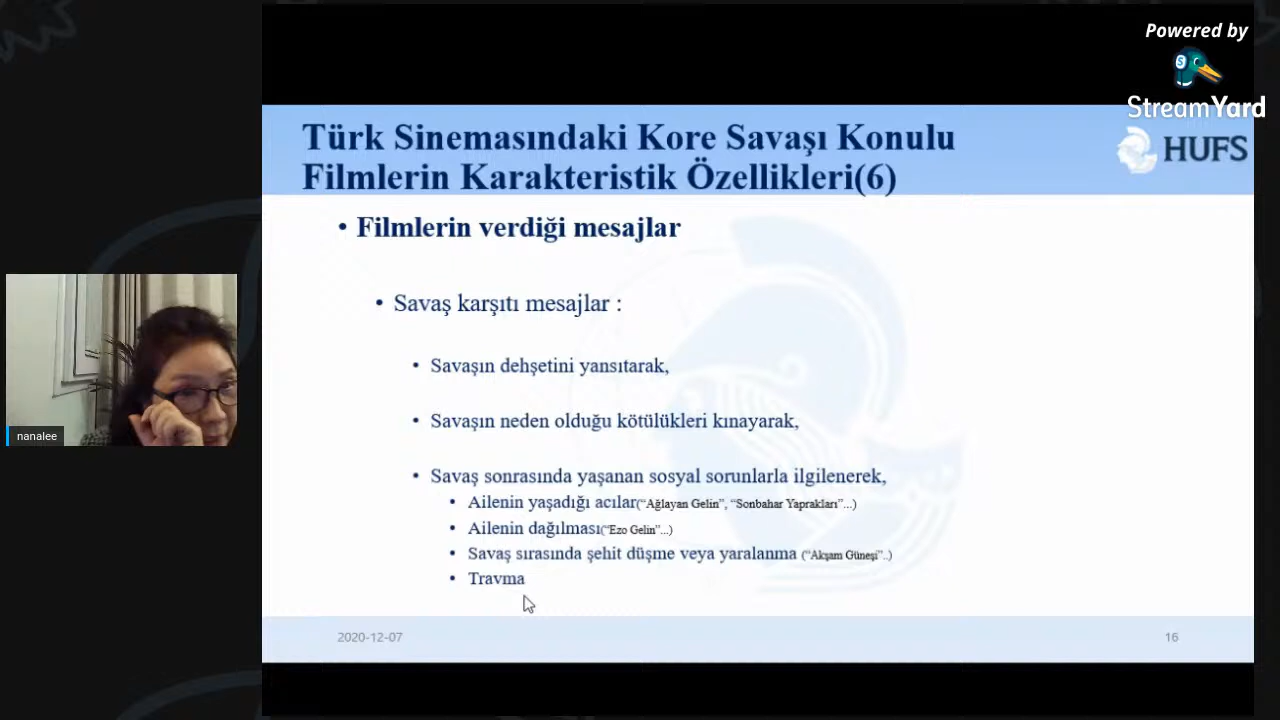 Powered by
StreamYard
Türk Sinemasındaki Kore Savaşı Konulu
Filmlerin Karakteristik Özellikleri(6)
HUFS
• Filmlerin verdiği mesajlar
• Savaş karşıtı mesajlar :
• Savaşın dehşetini yansıtarak,
• Savaşın neden olduğu kötülükleri kınayarak,
• Savaş sonrasında yaşanan sosyal sorunlarla ilgilenerek,
• Ailenin yaşadığı acılar(“Ağlayan Gelin”, “Sonbahar Yaprakları”...)
• Ailenin dağılması(“Ezo Gelin”...)
• Savaş sırasında şehit düşme veya yaralanma (“Akşam Güneşi”..)
• Travma
nanalee
2020-12-07
16